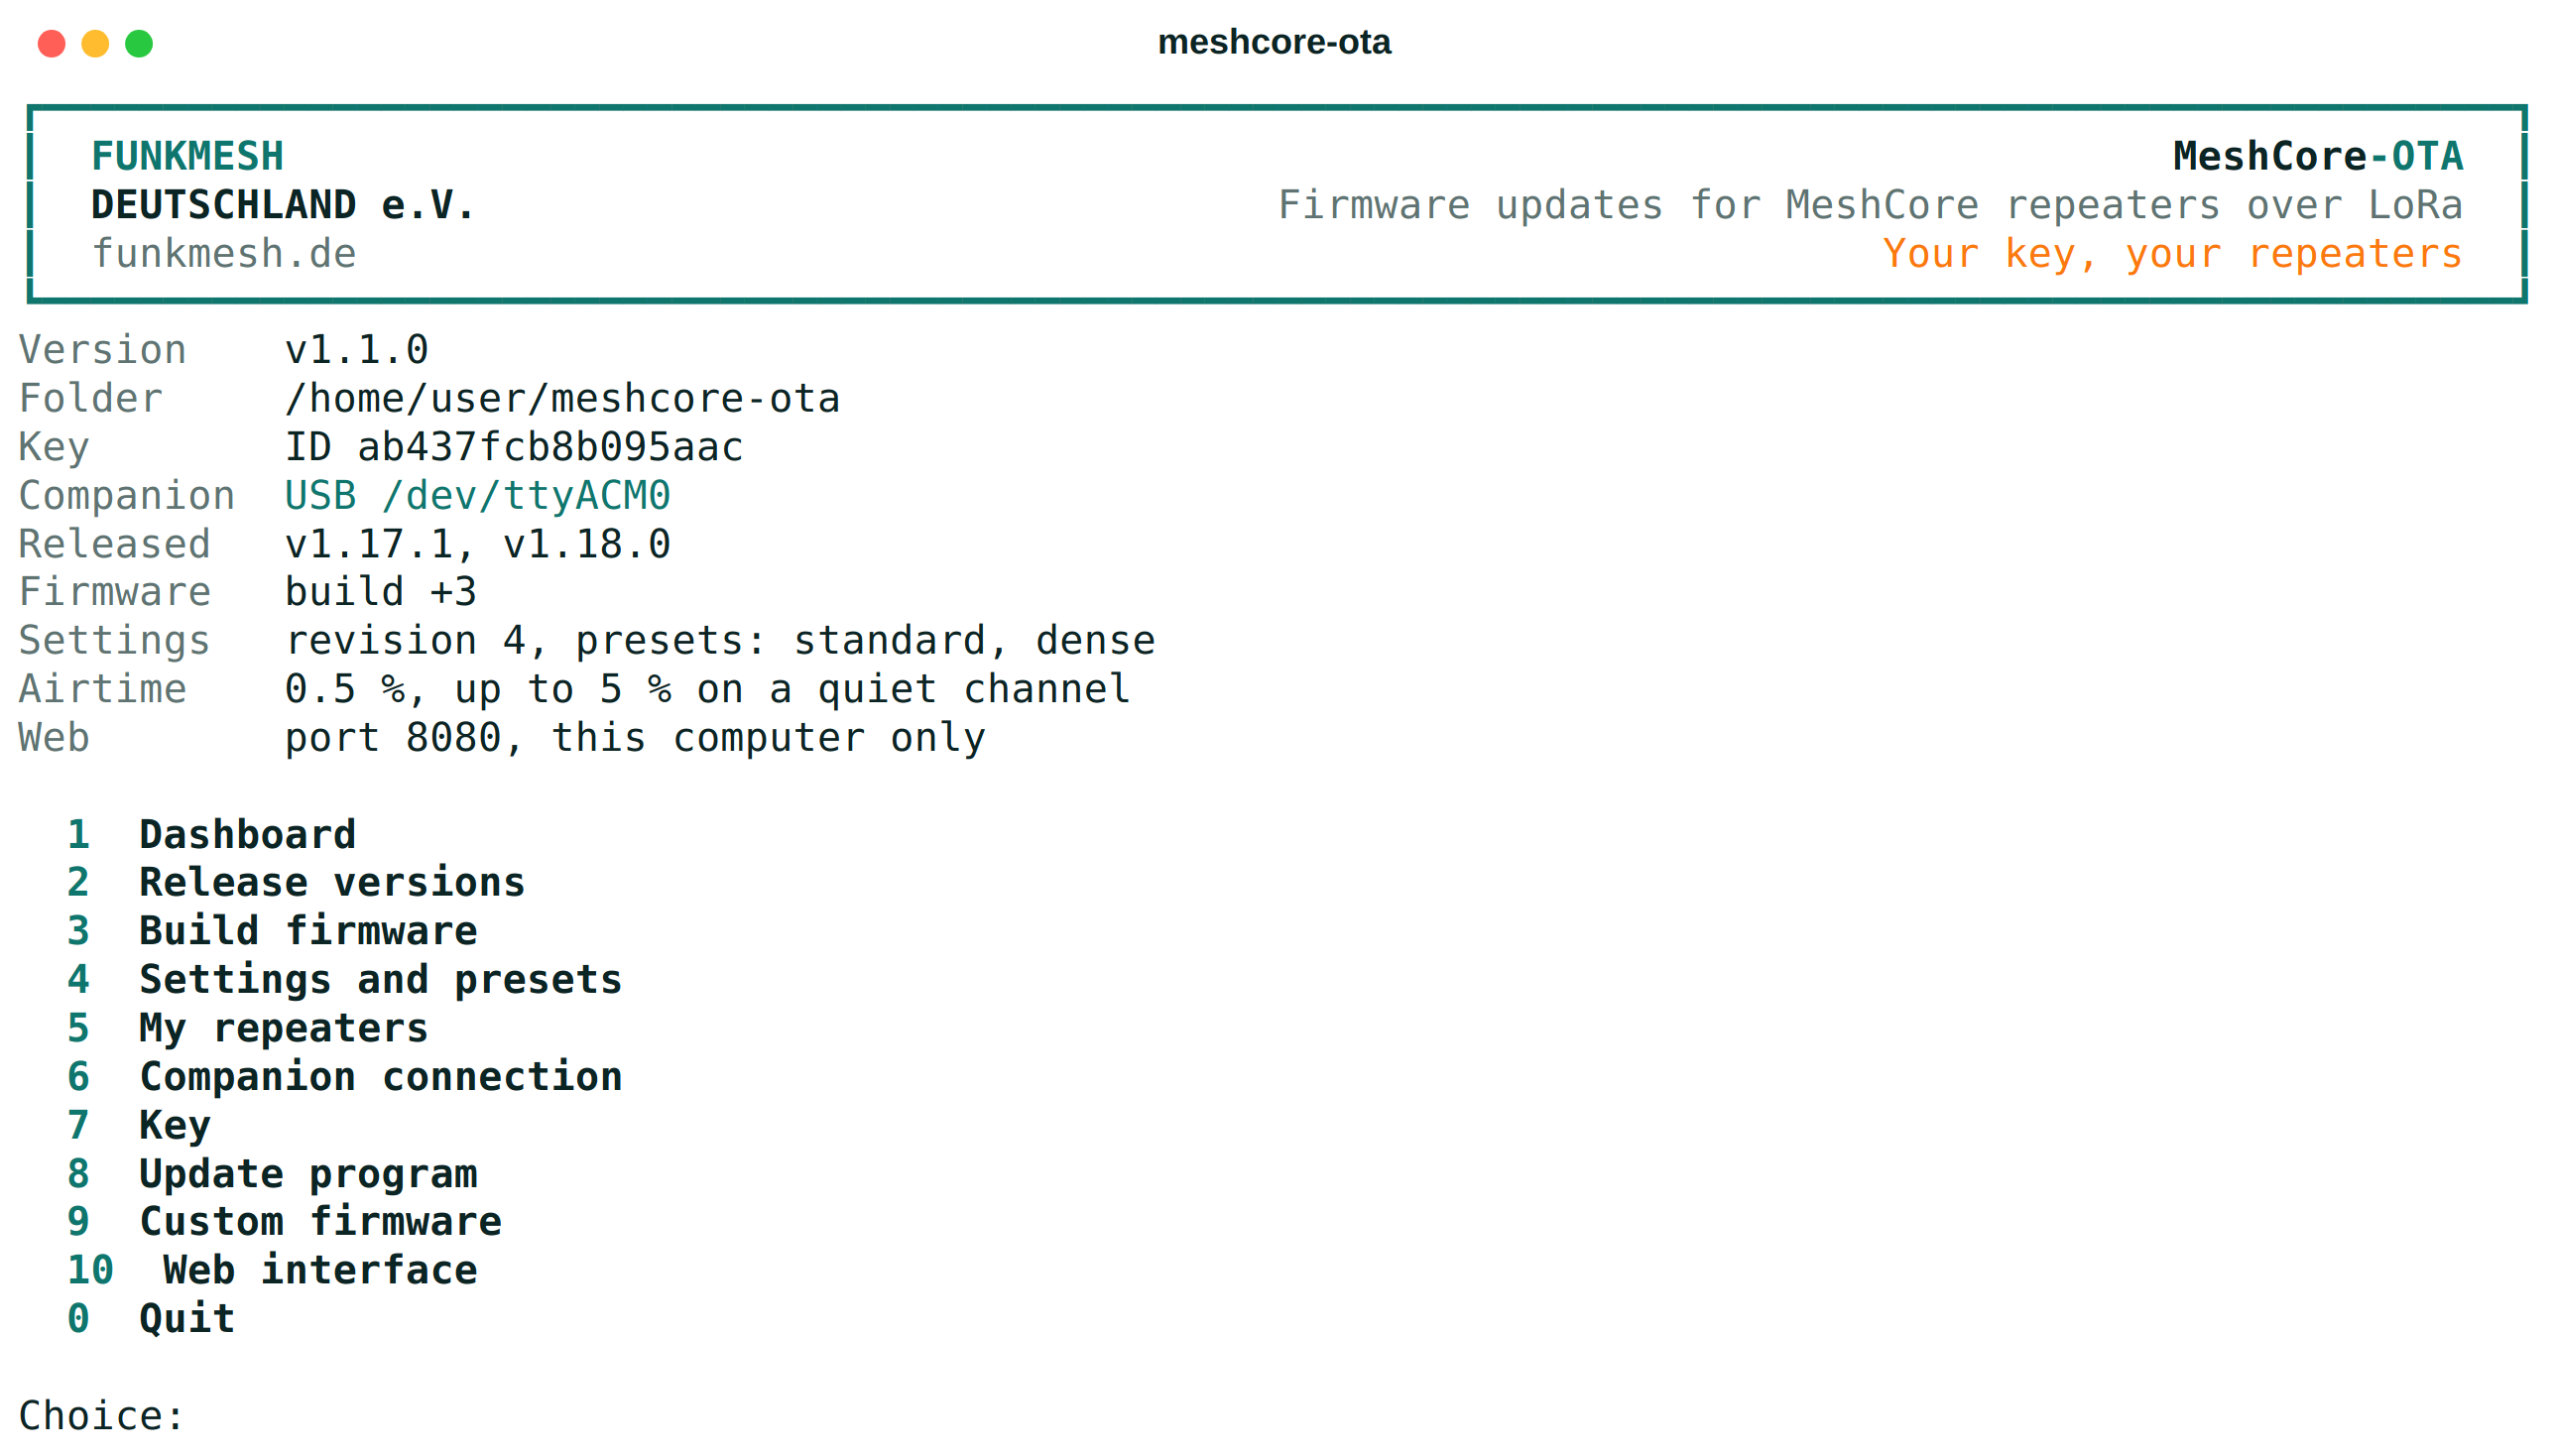 meshcore-ota
FUNKMESH MeshCore-OTA
DEUTSCHLAND e.V. Firmware updates for MeshCore repeaters over LoRa
funkmesh.de Your key, your repeaters
Version v1.1.0
Folder /home/user/meshcore-ota
Key ID ab437fcb8b095aac
Companion USB /dev/ttyACM0
Released v1.17.1, v1.18.0
Firmware build +3
Settings revision 4, presets: standard, dense
Airtime 0.5 %, up to 5 % on a quiet channel
Web port 8080, this computer only
1 Dashboard
2 Release versions
3 Build firmware
4 Settings and presets
5 My repeaters
6 Companion connection
7 Key
8 Update program
9 Custom firmware
10 Web interface
0 Quit
Choice: